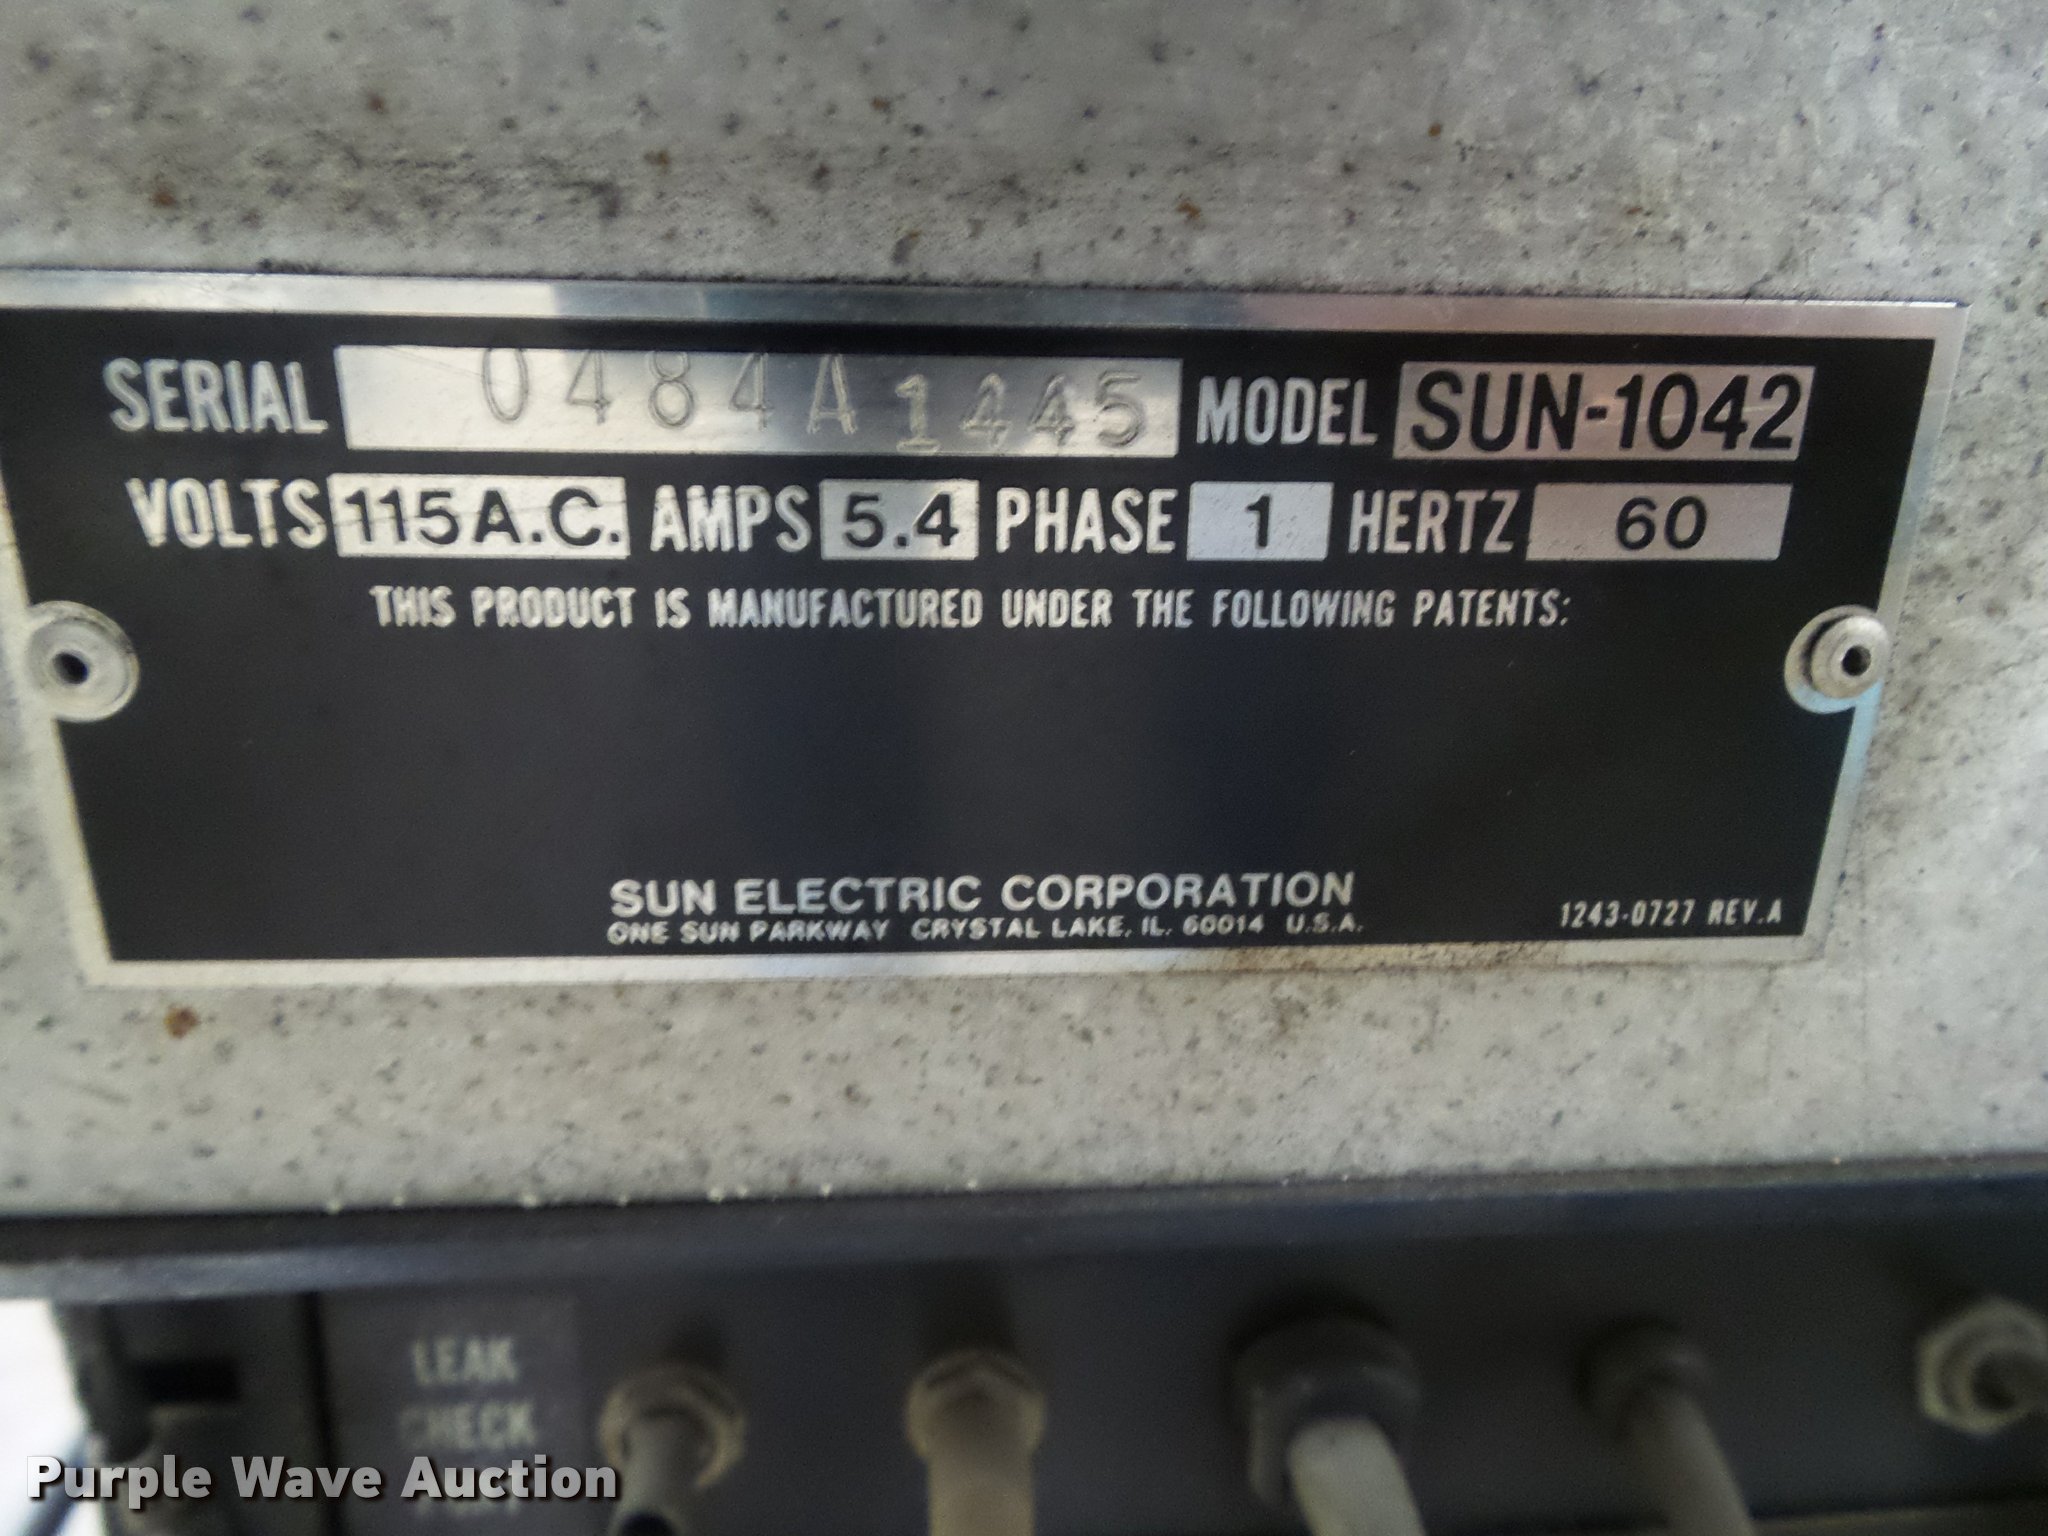 SERIAL 0484A1445 MODEL SUN-1042
VOLTS 115A.C. AMPS 5.4 PHASE 1 HERTZ 60
THIS PRODUCT IS MANUFACTURED UNDER THE FOLLOWING PATENTS:
SUN ELECTRIC CORPORATION
ONE SUN PARKWAY CRYSTAL LAKE, IL. 60014 U.S.A.
1243-0727 REV.A
LEAK
CHECK
Purple Wave Auction